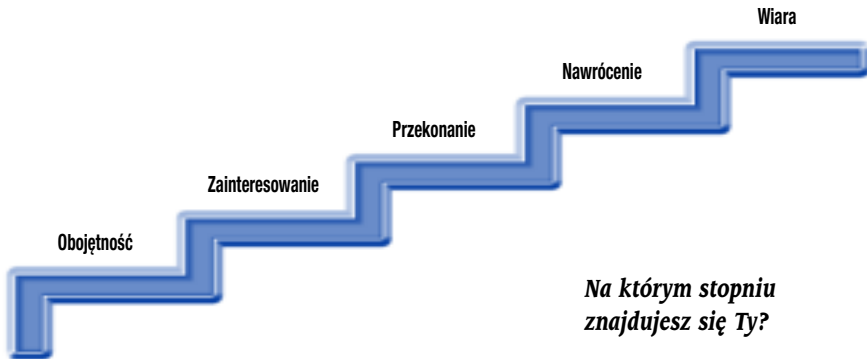 Wiara
Nawrócenie
Przekonanie
Zainteresowanie
Obojętność
Na którym stopniu
znajdujesz się Ty?